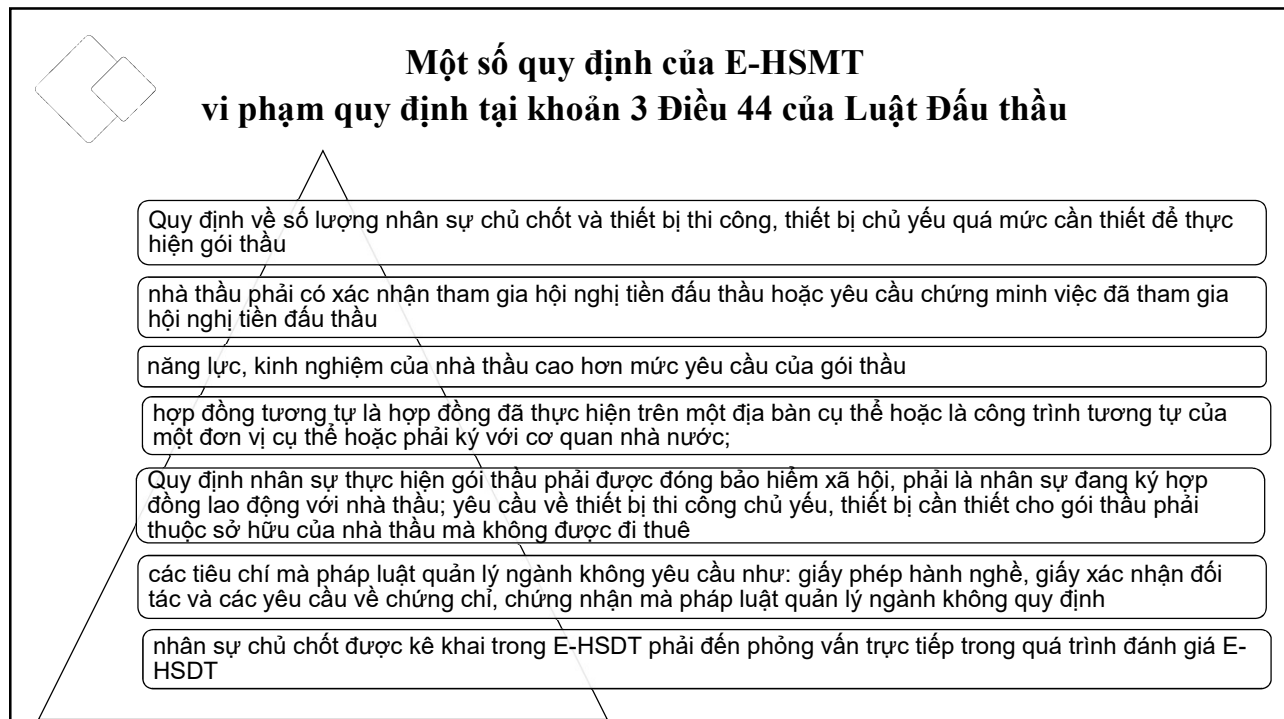 Một số quy định của E-HSMT
vi phạm quy định tại khoản 3 Điều 44 của Luật Đấu thầu
Quy định về số lượng nhân sự chủ chốt và thiết bị thi công, thiết bị chủ yếu quá mức cần thiết để thực
hiện gói thầu
nhà thầu phải có xác nhận tham gia hội nghị tiền đấu thầu hoặc yêu cầu chứng minh việc đã tham gia
hội nghị tiền đấu thầu
năng lực, kinh nghiệm của nhà thầu cao hơn mức yêu cầu của gói thầu
hợp đồng tương tự là hợp đồng đã thực hiện trên một địa bàn cụ thể hoặc là công trình tương tự của
một đơn vị cụ thể hoặc phải ký với cơ quan nhà nước;
Quy định nhân sự thực hiện gói thầu phải được đóng bảo hiểm xã hội, phải là nhân sự đang ký hợp
đồng lao động với nhà thầu; yêu cầu về thiết bị thi công chủ yếu, thiết bị cần thiết cho gói thầu phải
thuộc sở hữu của nhà thầu mà không được đi thuê
các tiêu chí mà pháp luật quản lý ngành không yêu cầu như: giấy phép hành nghề, giấy xác nhận đối
tác và các yêu cầu về chứng chỉ, chứng nhận mà pháp luật quản lý ngành không quy định
nhân sự chủ chốt được kê khai trong E-HSDT phải đến phỏng vấn trực tiếp trong quá trình đánh giá E-
HSDT